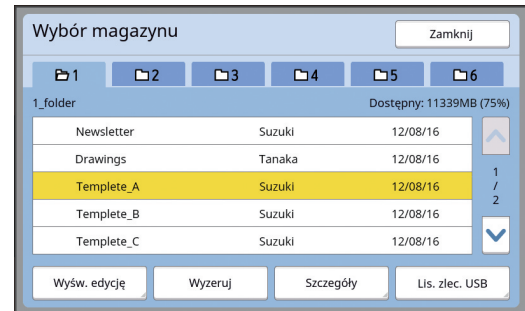 Wybór magazynu Zamknij
1 2 3 4 5 6
1_folder Dostępny: 11339MB (75%)
Newsletter Suzuki 12/08/16
Drawings Tanaka 12/08/16
Templete_A Suzuki 12/08/16
Templete_B Suzuki 12/08/16
Templete_C Suzuki 12/08/16
1
/
2
Wyśw. edycję Wyzeruj Szczegóły Lis. zlec. USB